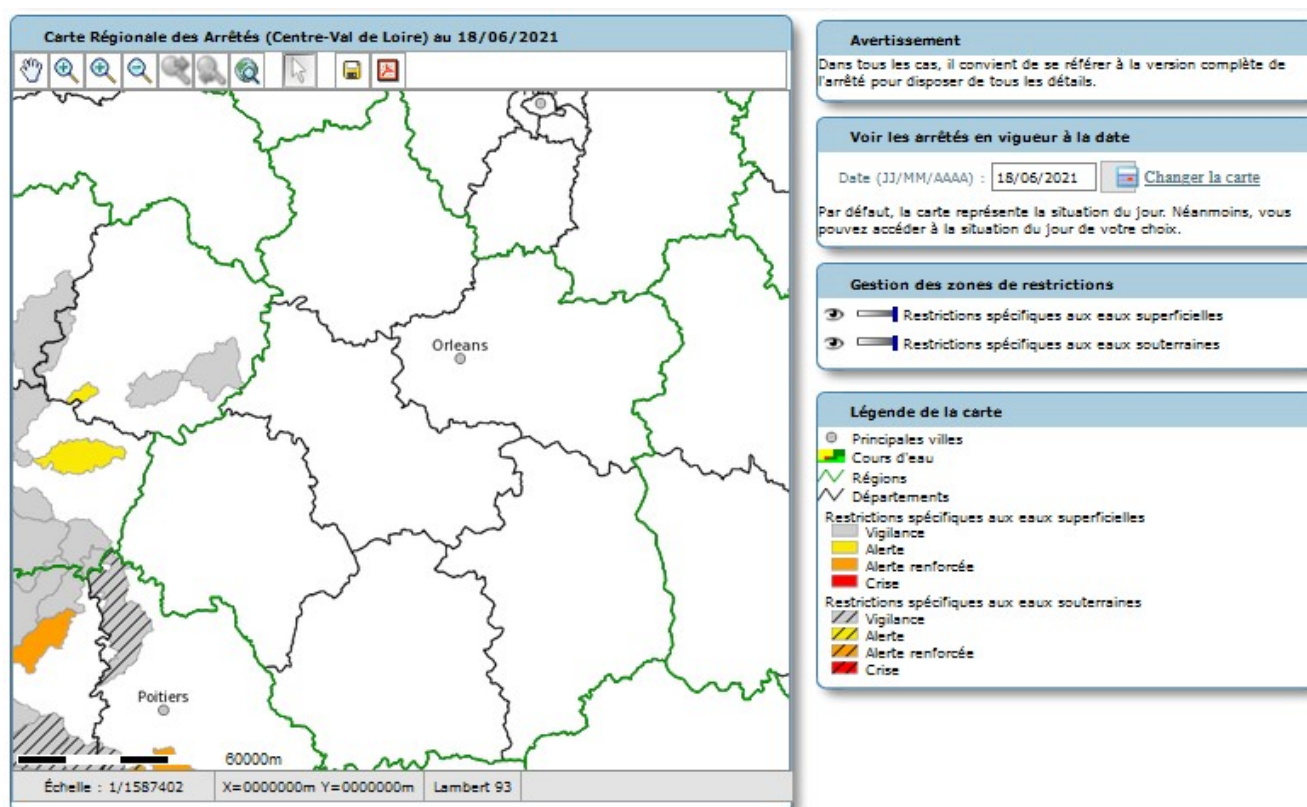 Carte Régionale des Arrêtés (Centre-Val de Loire) au 18/06/2021
Orleans
Poitiers
60000m
Échelle : 1/1587402
X=0000000m Y=0000000m
Lambert 93
Avertissement
Dans tous les cas, il convient de se référer à la version complète de
l'arrêté pour disposer de tous les détails.
Voir les arrêtés en vigueur à la date
Date (JJ/MM/AAAA) : 18/06/2021 Changer la carte
Par défaut, la carte représente la situation du jour. Néanmoins, vous
pouvez accéder à la situation du jour de votre choix.
Gestion des zones de restrictions
Restrictions spécifiques aux eaux superficielles
Restrictions spécifiques aux eaux souterraines
Légende de la carte
Principales villes
Cours d'eau
Régions
Départements
Restrictions spécifiques aux eaux superficielles
Vigilance
Alerte
Alerte renforcée
Crise
Restrictions spécifiques aux eaux souterraines
Vigilance
Alerte
Alerte renforcée
Crise